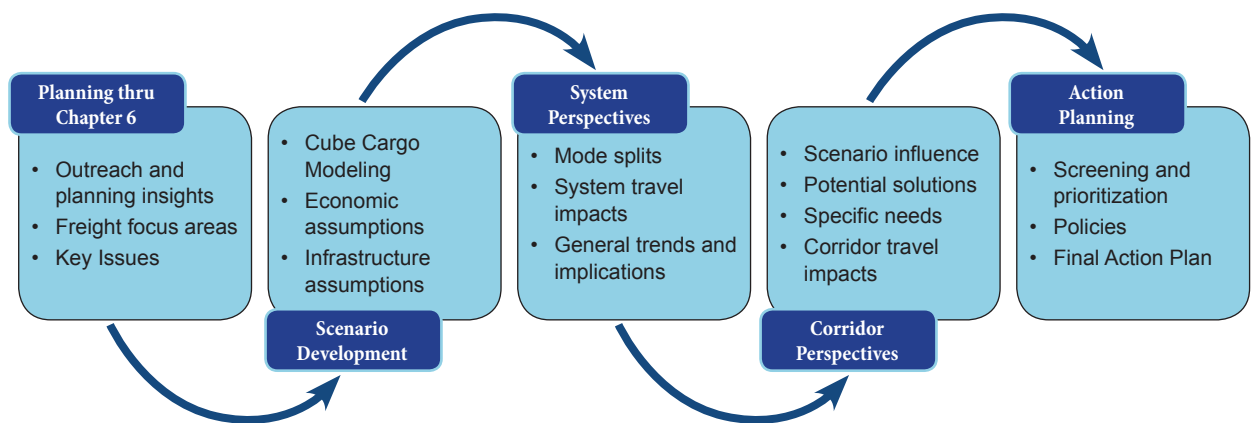 Planning thru
Chapter 6
• Outreach and
planning insights
• Freight focus areas
• Key Issues
• Cube Cargo
Modeling
• Economic
assumptions
• Infrastructure
assumptions
Scenario
Development
System
Perspectives
• Mode splits
• System travel
impacts
• General trends and
implications
• Scenario influence
• Potential solutions
• Specific needs
• Corridor travel
impacts
Corridor
Perspectives
Action
Planning
• Screening and
prioritization
• Policies
• Final Action Plan